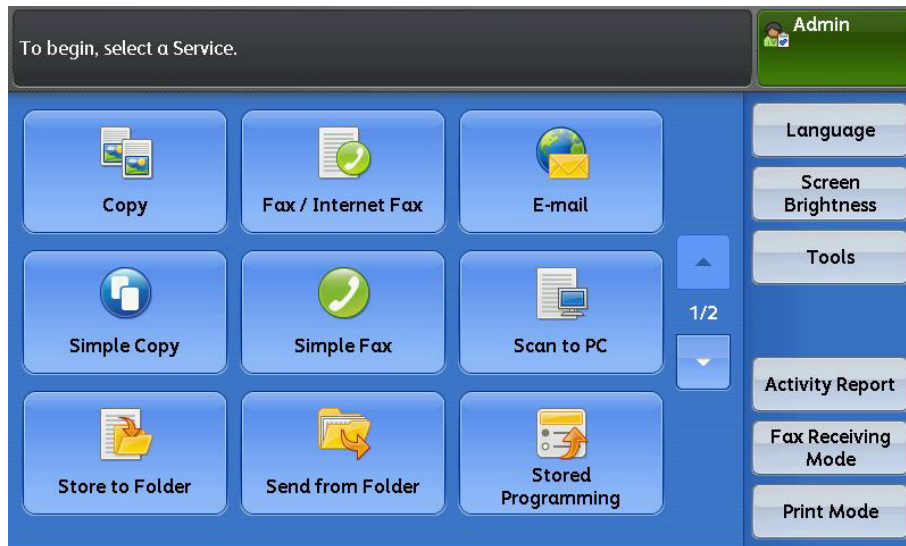 To begin, select a Service.
Admin
Copy
Fax / Internet Fax
E-mail
Simple Copy
Simple Fax
Scan to PC
Store to Folder
Send from Folder
Stored
Programming
1/2
Language
Screen
Brightness
Tools
Activity Report
Fax Receiving
Mode
Print Mode